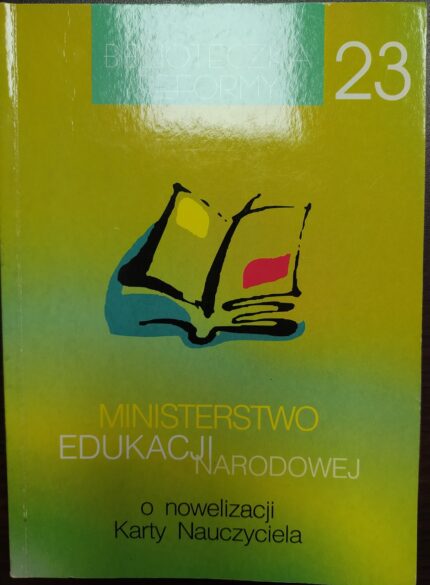 BIBLIOTECZKA
REFORMY
23
MINISTERSTWO
EDUKACJI
NARODOWEJ
o nowelizacji
Karty Nauczyciela